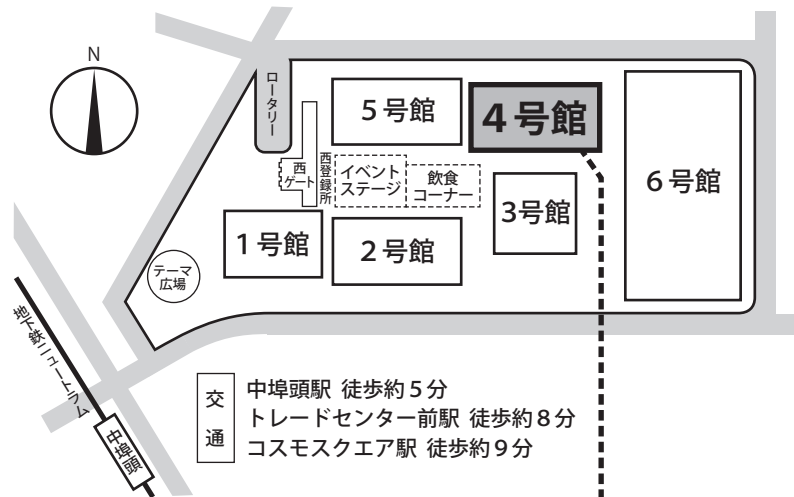 N
ロータリー
5号館
4号館
6号館
西
ゲート
西登録所
イベント
ステージ
飲食
コーナー
3号館
1号館
2号館
テーマ
広場
地下鉄ニュートラム
中埠頭
交通
中埠頭駅 徒歩約5分
トレードセンター前駅 徒歩約8分
コスモスクエア駅 徒歩約9分